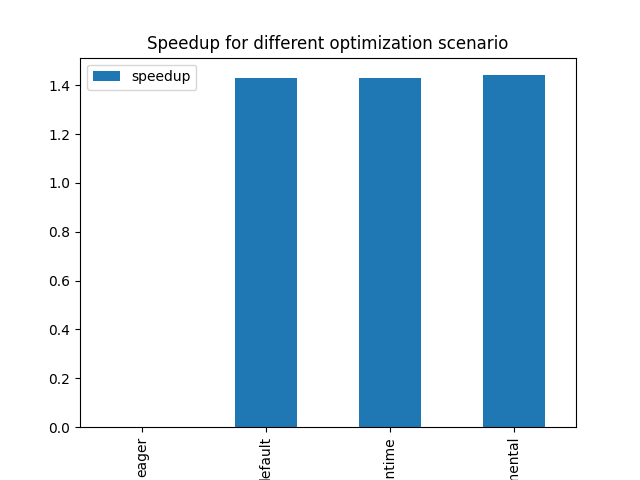 Speedup for different optimization scenario
speedup
1.4
1.2
1.0
0.8
0.6
0.4
0.2
0.0
eager
default
ntime
mental